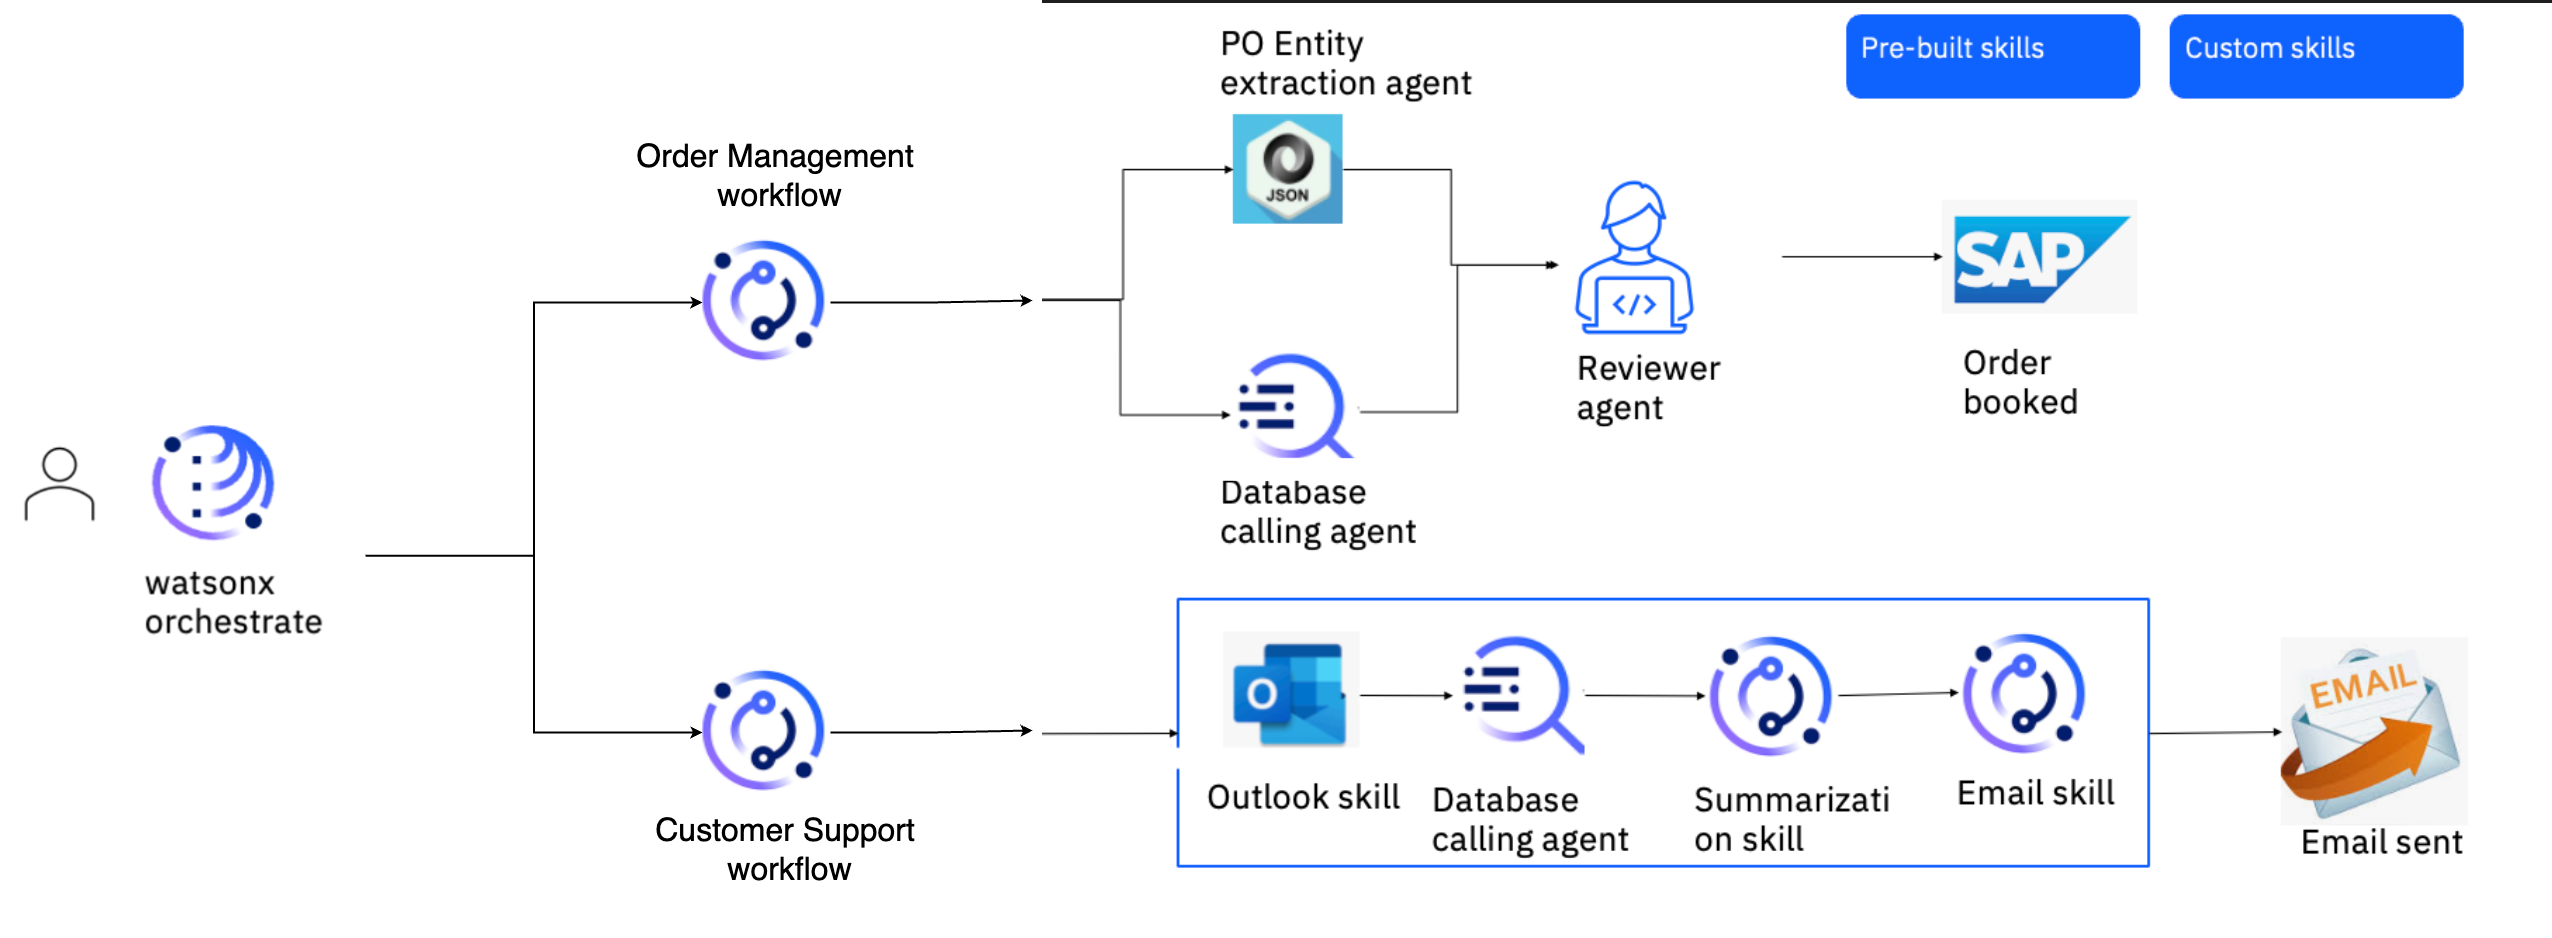 PO Entity
extraction agent
Pre-built skills
Custom skills
JSON
Order Management
workflow
SAP
Reviewer
agent
Order
booked
</>
Database
calling agent
watsonx
orchestrate
Customer Support
workflow
O
Outlook skill
Database
calling agent
Summarizati
on skill
Email skill
EMAIL
Email sent